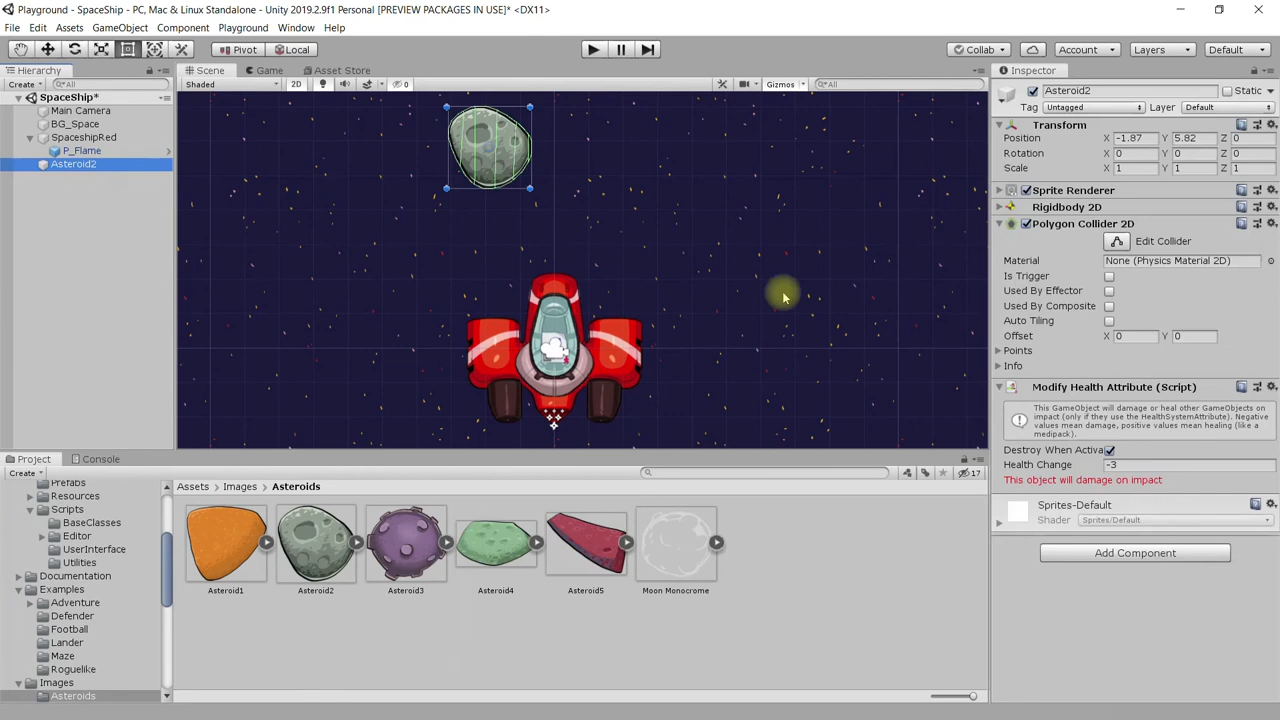 Playground - SpaceShip - PC, Mac & Linux Standalone - Unity 2019.2.9f1 Personal [PREVIEW PACKAGES IN USE]* <DX11>
File Edit Assets GameObject Component Playground Window Help
Pivot Local Collab Account Layers Default
Hierarchy
Create All
SpaceShip*
Main Camera
BG_Space
SpaceshipRed
P_Flame
Asteroid2
Scene Game Asset Store
Shaded 2D 0 Gizmos All
Inspector
Asteroid2 Static
Tag Untagged Layer Default
Transform
Position X -1.87 Y 5.82 Z 0
Rotation X 0 Y 0 Z 0
Scale X 1 Y 1 Z 1
Sprite Renderer
Rigidbody 2D
Polygon Collider 2D
Edit Collider
Material None (Physics Material 2D)
Is Trigger
Used By Effector
Used By Composite
Auto Tiling
Offset X 0 Y 0
Points
Info
Modify Health Attribute (Script)
This GameObject will damage or heal other GameObjects on
impact (only if they use the HealthSystemAttribute). Negative
values mean damage, positive values mean healing (like a
medipack).
Destroy When Activa
Health Change -3
This object will damage on impact
Sprites-Default
Shader Sprites/Default
Add Component
Project Console
Create 17
Prefabs
Resources
Scripts
BaseClasses
Editor
UserInterface
Utilities
Documentation
Examples
Adventure
Defender
Football
Lander
Maze
Roguelike
Images
Asteroids
Assets Images Asteroids
Asteroid1 Asteroid2 Asteroid3 Asteroid4 Asteroid5 Moon Monocrome